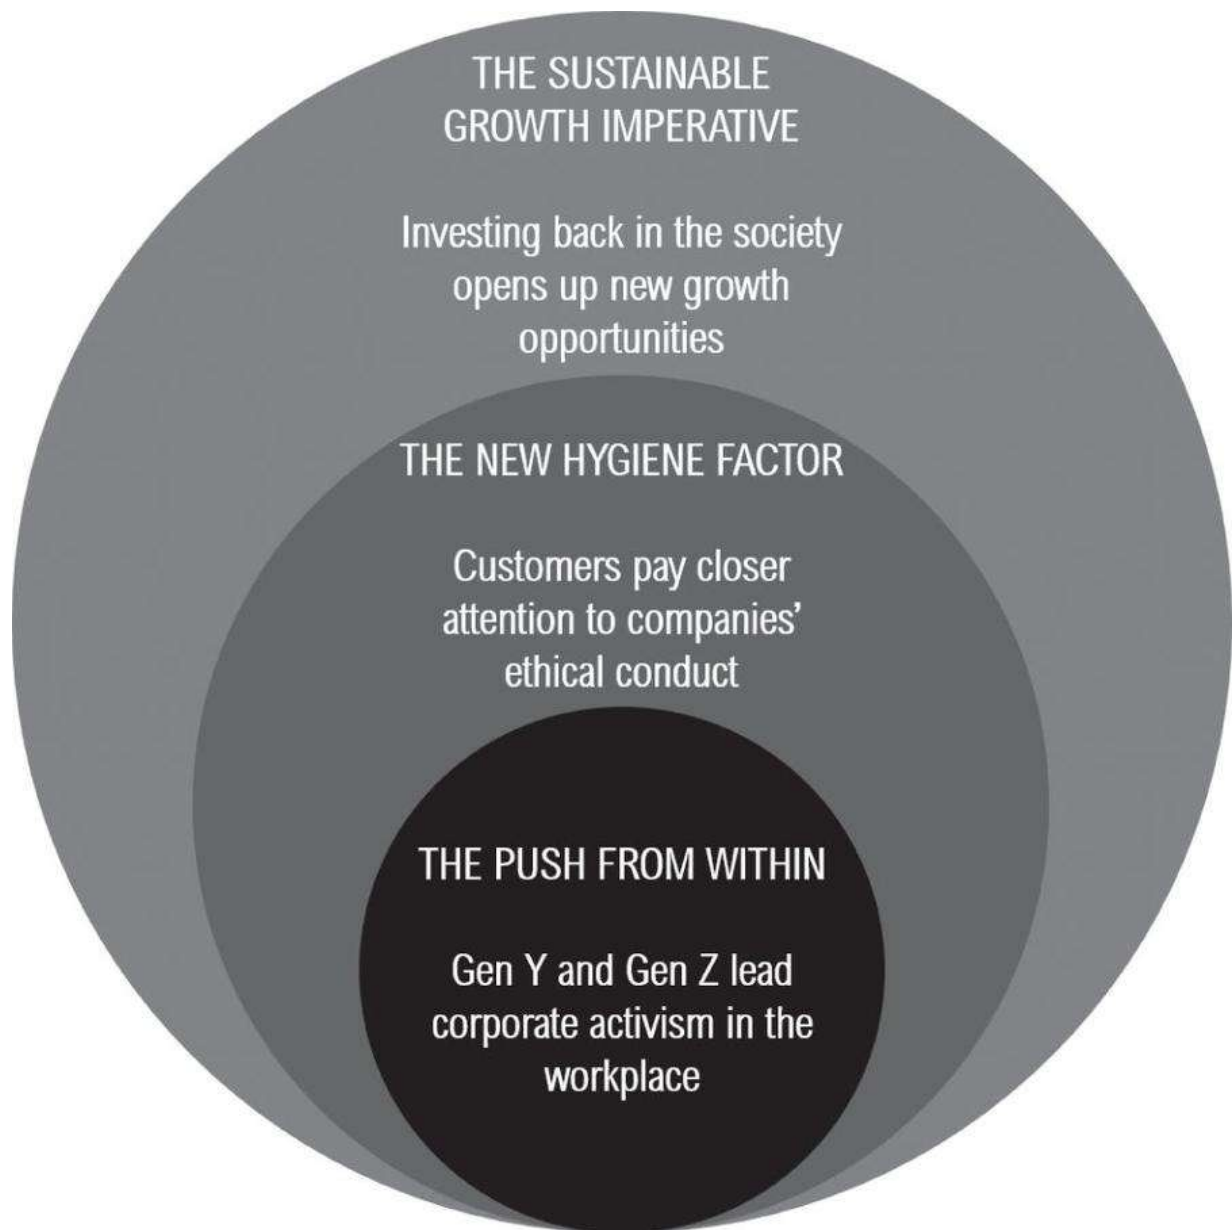 THE SUSTAINABLE
GROWTH IMPERATIVE
Investing back in the society
opens up new growth
opportunities
THE NEW HYGIENE FACTOR
Customers pay closer
attention to companies’
ethical conduct
THE PUSH FROM WITHIN
Gen Y and Gen Z lead
corporate activism in the
workplace